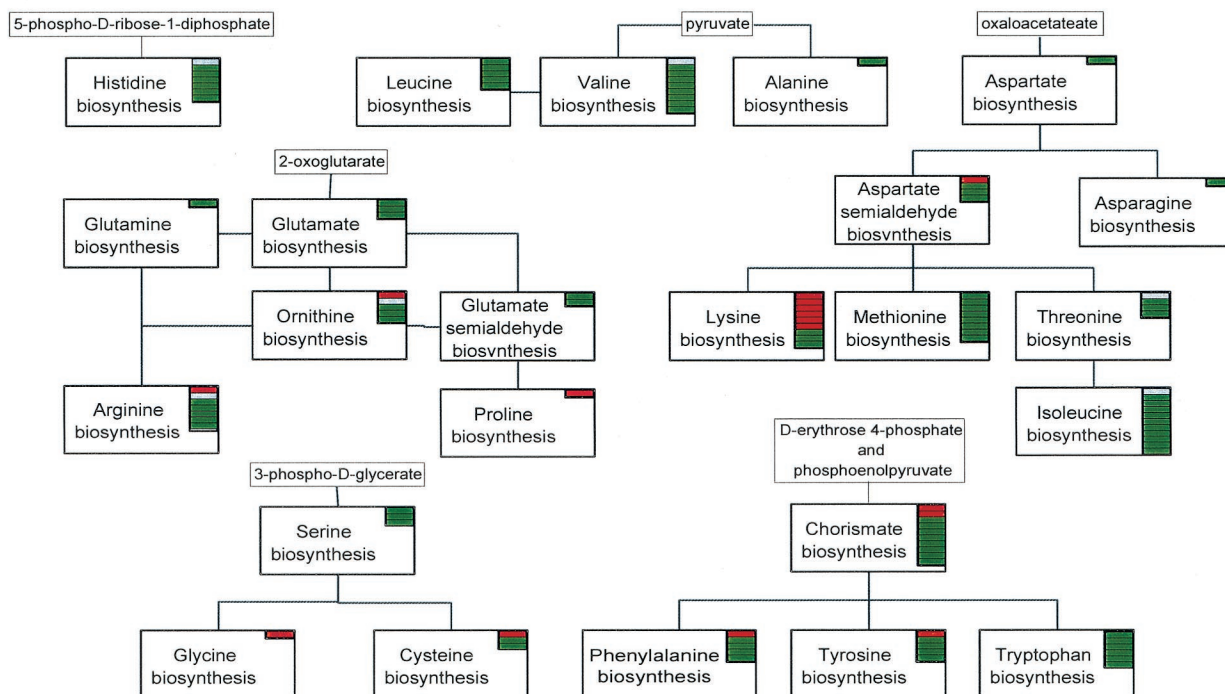 5-phospho-D-ribose-1-diphosphate
pyruvate
oxaloacetateate
Histidine
biosynthesis
Leucine
biosynthesis
Valine
biosynthesis
Alanine
biosynthesis
Aspartate
biosynthesis
2-oxoglutarate
Glutamine
biosynthesis
Glutamate
biosynthesis
Aspartate
semialdehyde
biosvnthesis
Asparagine
biosynthesis
Ornithine
biosynthesis
Glutamate
semialdehyde
biosvnthesis
Lysine
biosynthesis
Methionine
biosynthesis
Threonine
biosynthesis
Arginine
biosynthesis
Proline
biosynthesis
Isoleucine
biosynthesis
3-phospho-D-glycerate
D-erythrose 4-phosphate
and
phosphoenolpyruvate
Serine
biosynthesis
Chorismate
biosynthesis
Glycine
biosynthesis
Cysteine
biosynthesis
Phenylalanine
biosynthesis
Tyrosine
biosynthesis
Tryptophan
biosynthesis